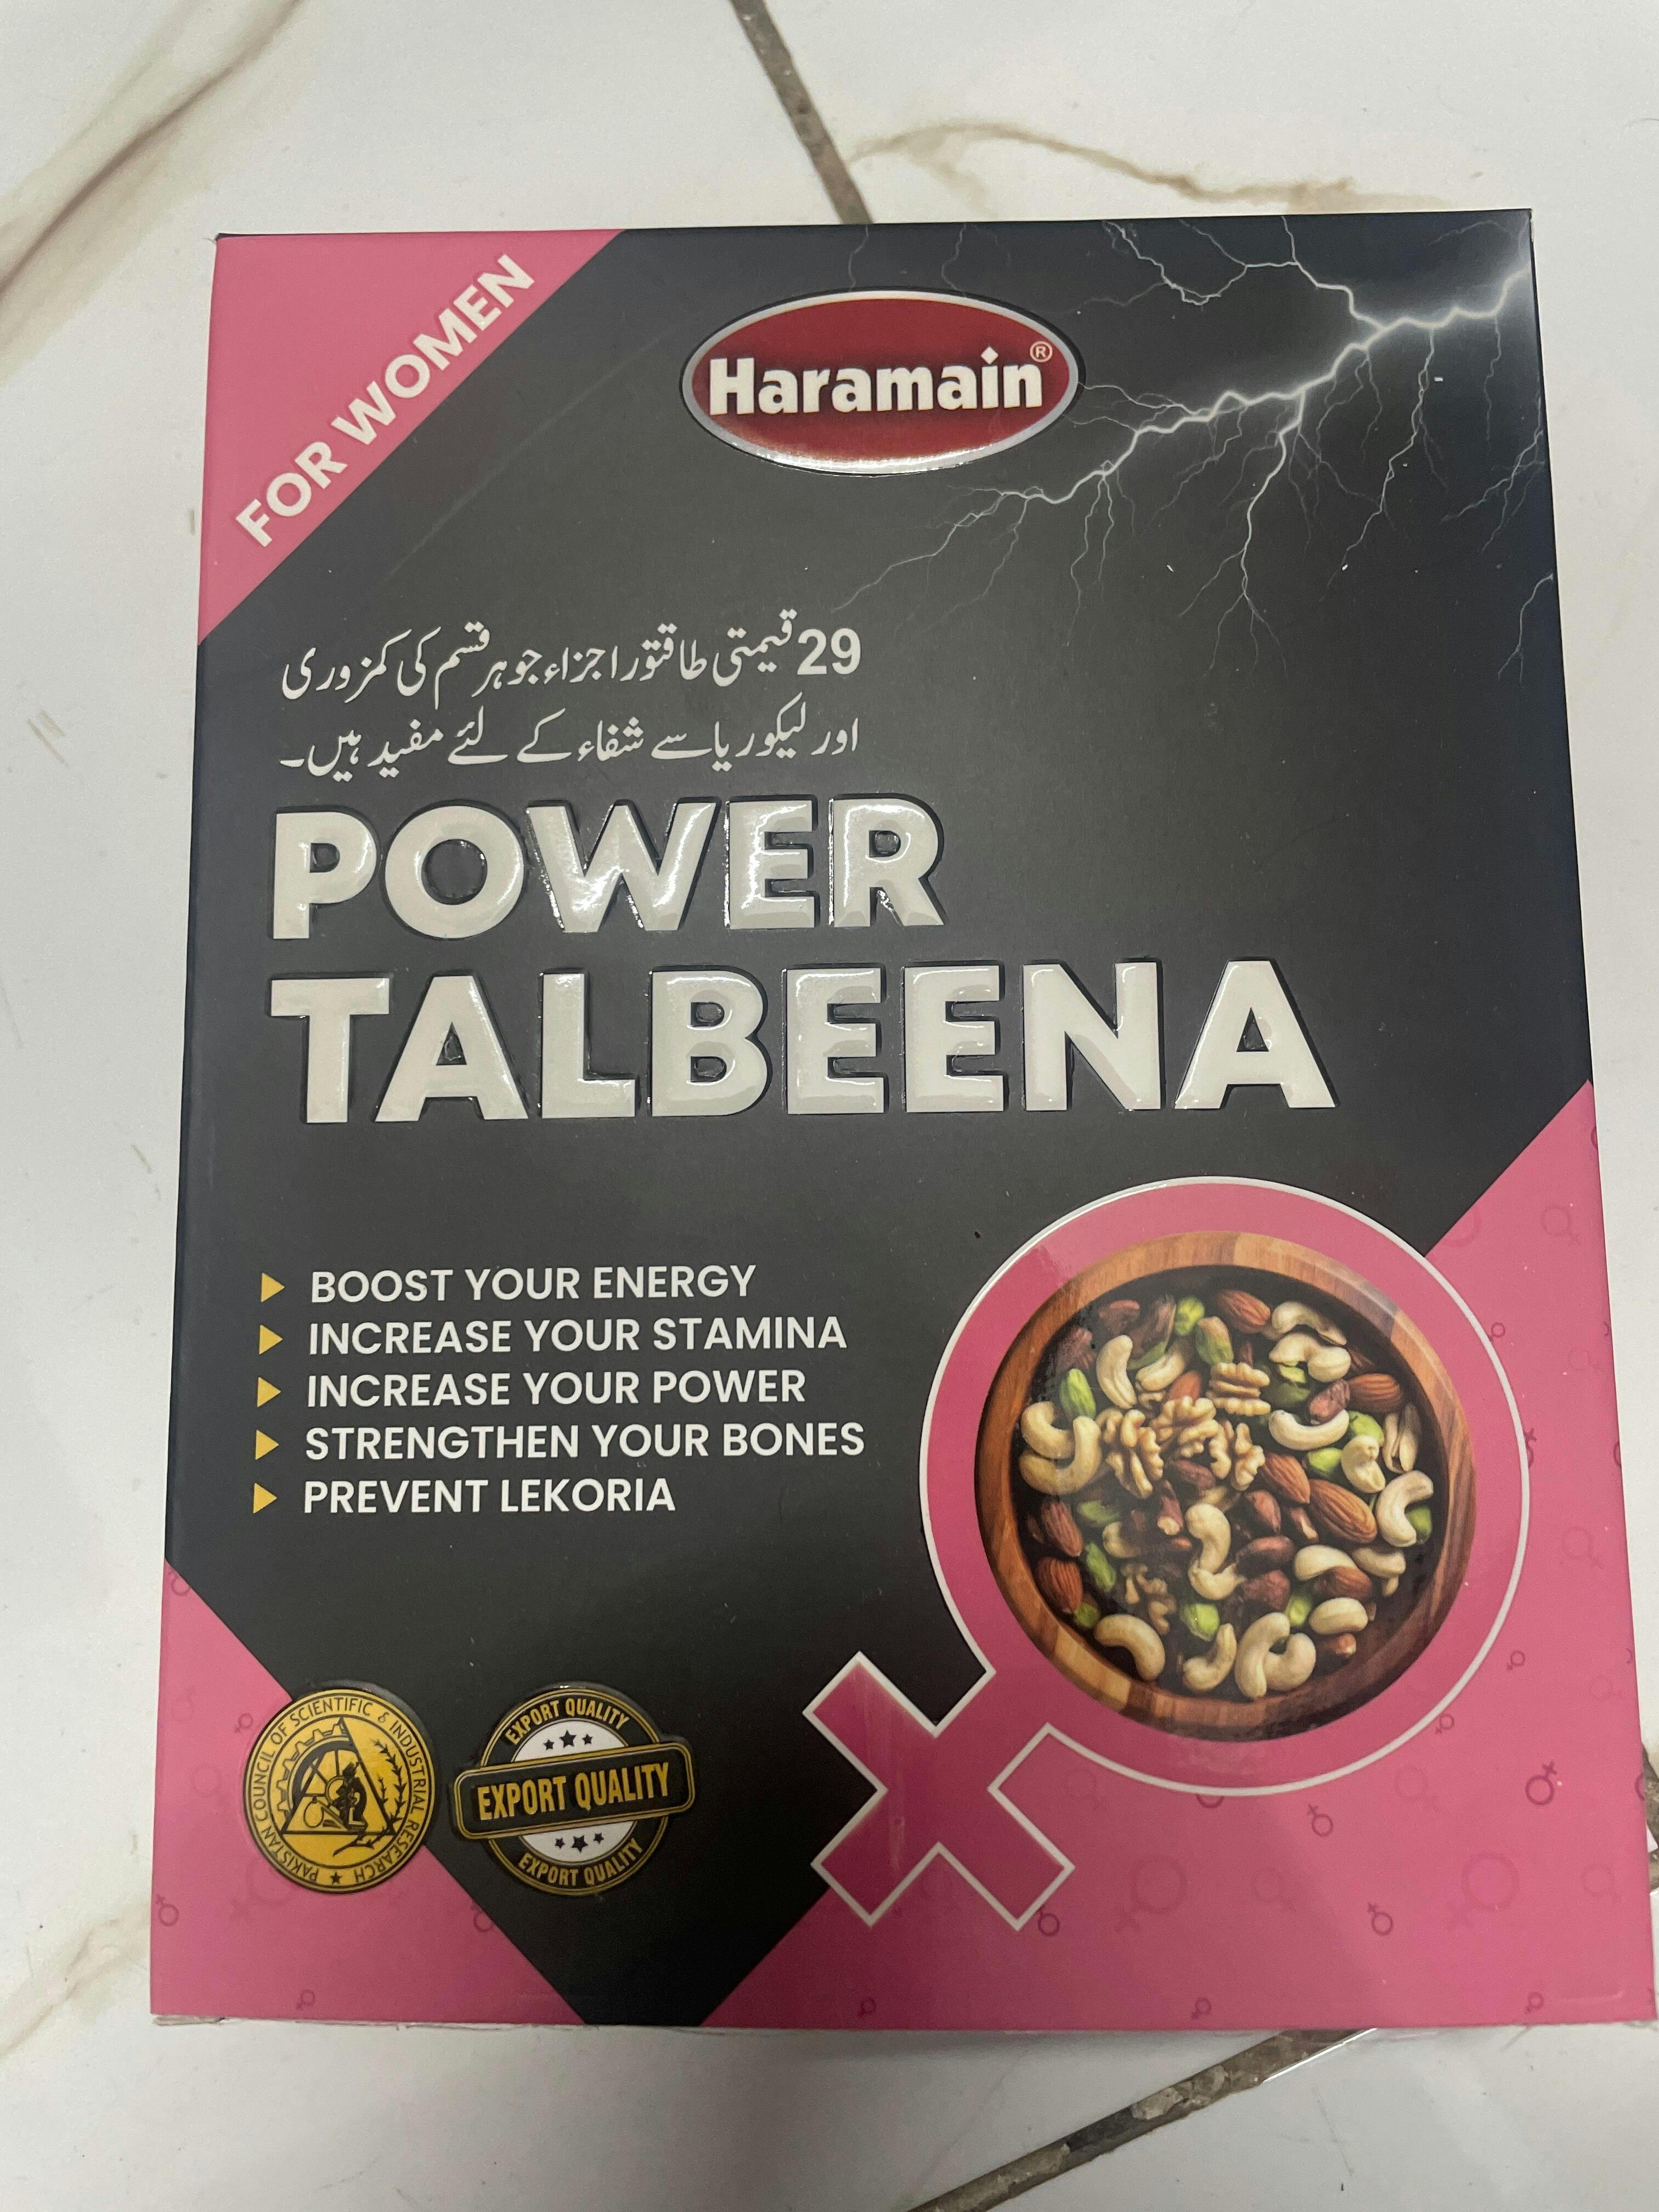 FOR WOMEN
Haramain®
29 قیمتی طاقتور اجزاء جو ہر قسم کی کمزوری
اور لیکوریا سے شفاء کے لئے مفید ہیں۔
POWER
TALBEENA
BOOST YOUR ENERGY
INCREASE YOUR STAMINA
INCREASE YOUR POWER
STRENGTHEN YOUR BONES
PREVENT LEKORIA
PAKISTAN COUNCIL OF SCIENTIFIC & INDUSTRIAL RESEARCH
EXPORT QUALITY
EXPORT QUALITY
EXPORT QUALITY